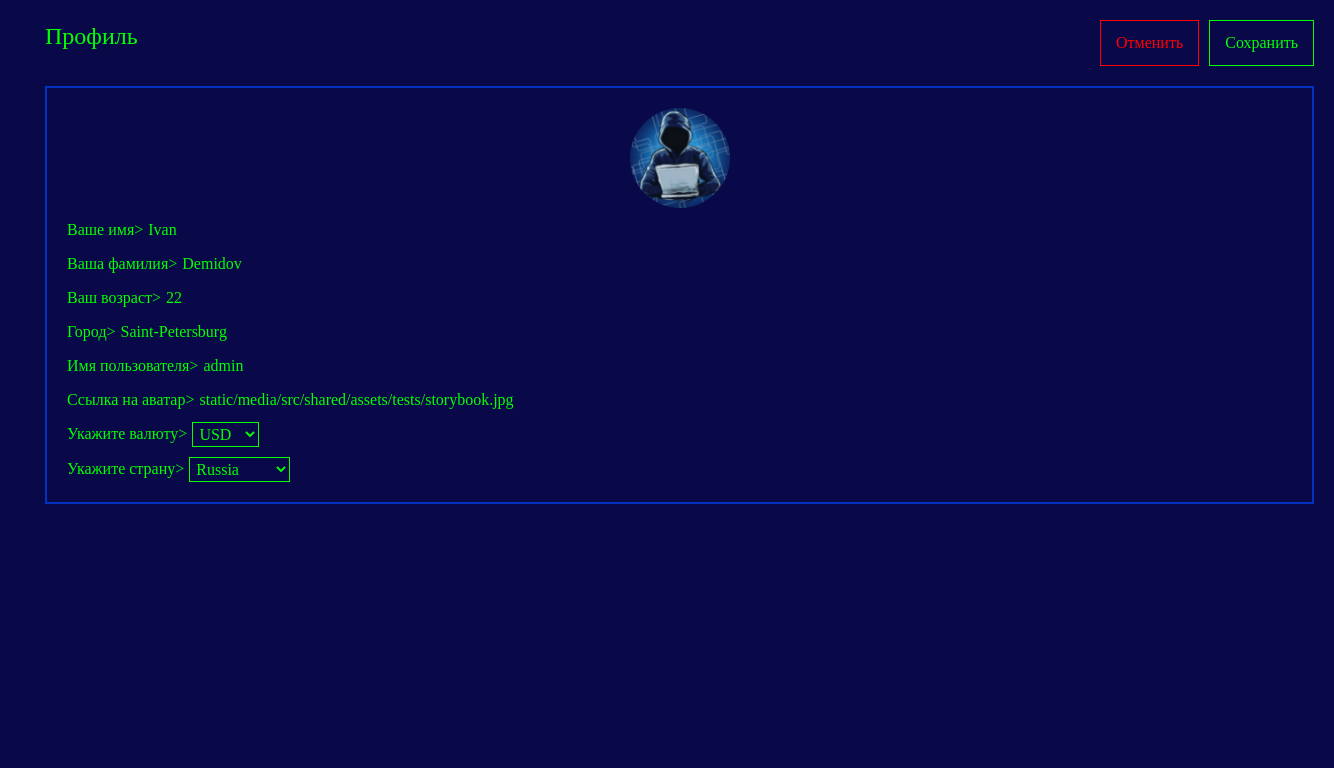 Профиль
Отменить
Сохранить
Ваше имя> Ivan
Ваша фамилия> Demidov
Ваш возраст> 22
Город> Saint-Petersburg
Имя пользователя> admin
Ссылка на аватар> static/media/src/shared/assets/tests/storybook.jpg
Укажите валюту> USD
Укажите страну> Russia